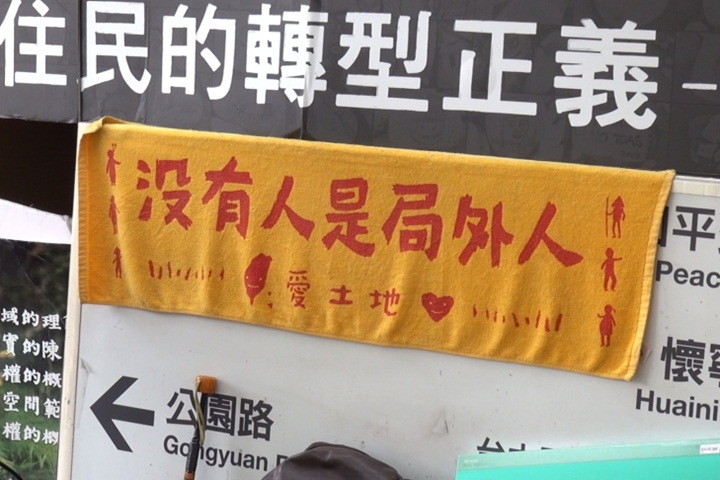 住民的轉型正義
没有人是局外人
愛土地
域的理
實的陳
權的概
空間範
權的概
平
Peac
懷寧
Huaini
公園路
Gongyuan